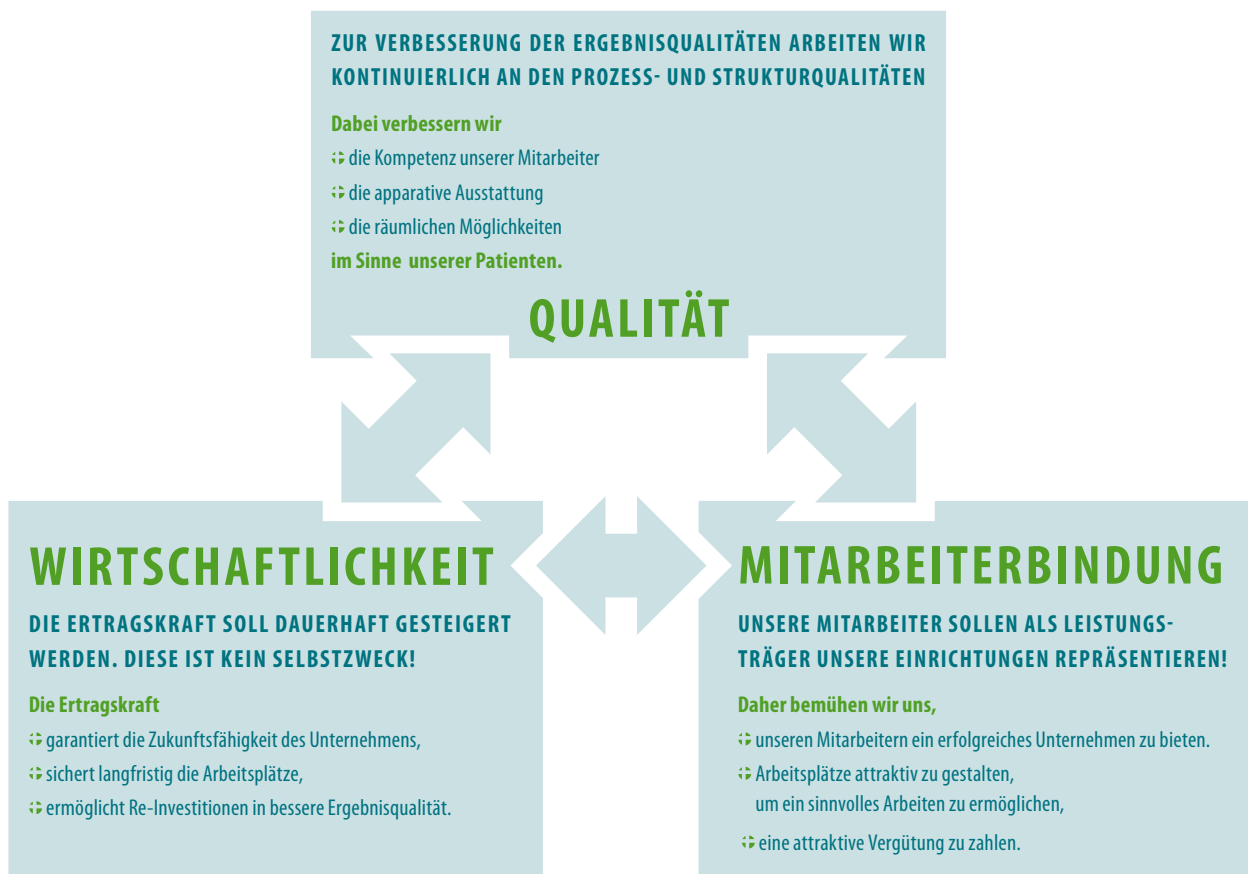 ZUR VERBESSERUNG DER ERGEBNISQUALITÄTEN ARBEITEN WIR
KONTINUIERLICH AN DEN PROZESS- UND STRUKTURQUALITÄTEN
Dabei verbessern wir
die Kompetenz unserer Mitarbeiter
die apparative Ausstattung
die räumlichen Möglichkeiten
im Sinne unserer Patienten.
QUALITÄT
WIRTSCHAFTLICHKEIT
DIE ERTRAGSKRAFT SOLL DAUERHAFT GESTEIGERT
WERDEN. DIESE IST KEIN SELBSTZWECK!
Die Ertragskraft
garantiert die Zukunftsfähigkeit des Unternehmens,
sichert langfristig die Arbeitsplätze,
ermöglicht Re-Investitionen in bessere Ergebnisqualität.
MITARBEITERBINDUNG
UNSERE MITARBEITER SOLLEN ALS LEISTUNGS-
TRÄGER UNSERE EINRICHTUNGEN REPRÄSENTIEREN!
Daher bemühen wir uns,
unseren Mitarbeitern ein erfolgreiches Unternehmen zu bieten.
Arbeitsplätze attraktiv zu gestalten,
um ein sinnvolles Arbeiten zu ermöglichen,
eine attraktive Vergütung zu zahlen.